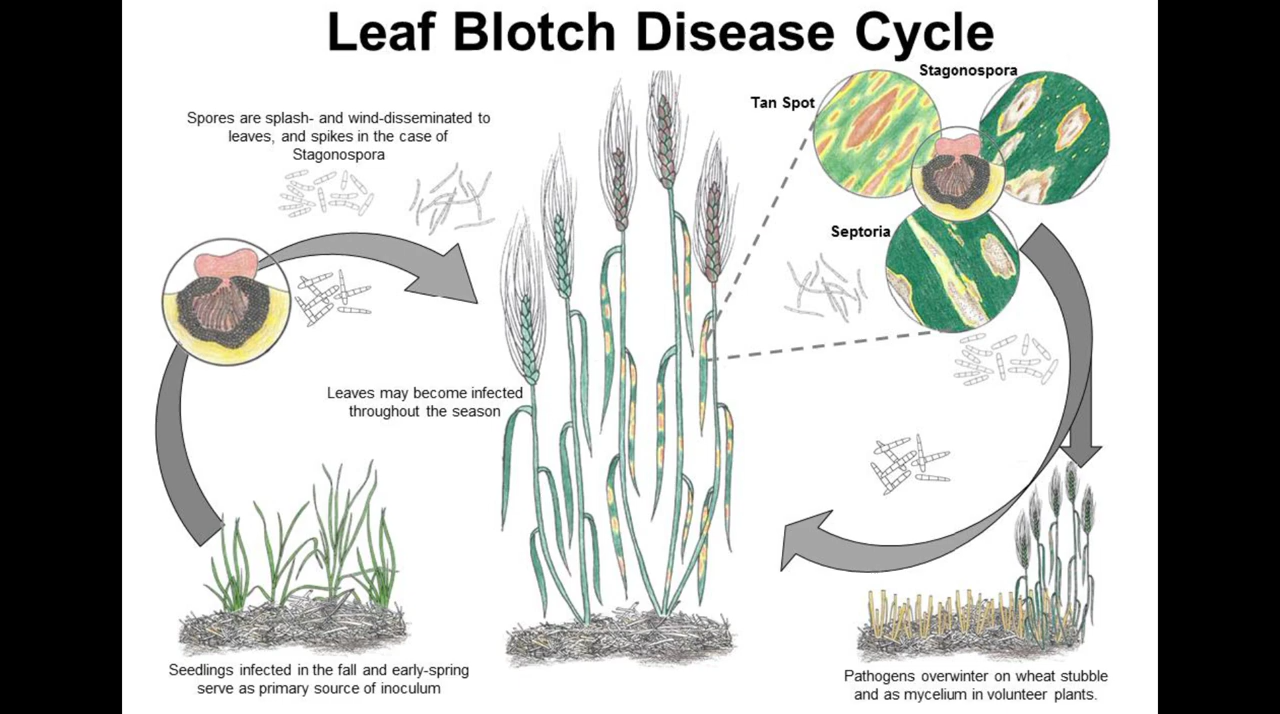 Leaf Blotch Disease Cycle
Spores are splash- and wind-disseminated to
leaves, and spikes in the case of
Stagonospora
Stagonospora
Tan Spot
Septoria
Leaves may become infected
throughout the season
Seedlings infected in the fall and early-spring
serve as primary source of inoculum
Pathogens overwinter on wheat stubble
and as mycelium in volunteer plants.